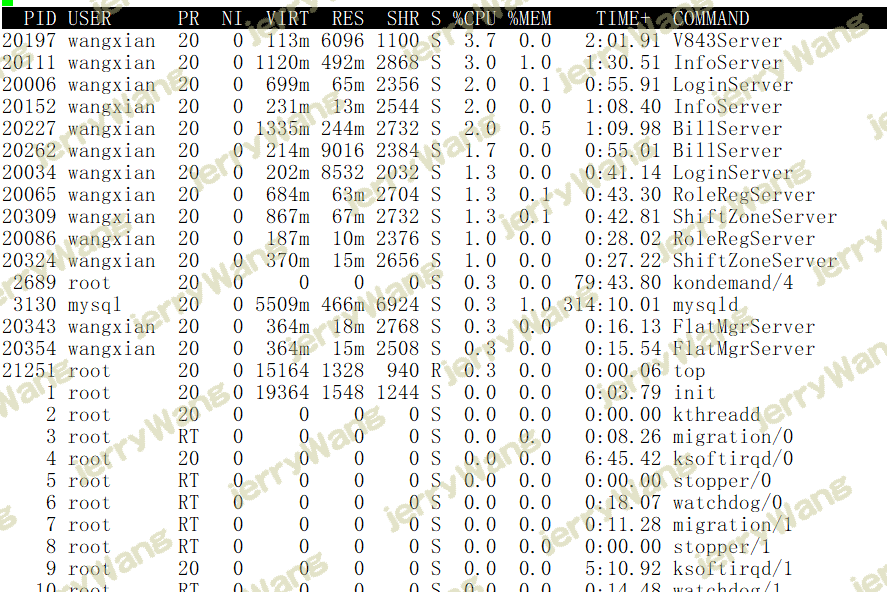 PID USER PR NI VIRT RES SHR S %CPU %MEM TIME+ COMMAND
20197 wangxian 20 0 113m 6096 1100 S 3.7 0.0 2:01.91 V843Server
20111 wangxian 20 0 1120m 492m 2868 S 3.0 1.0 1:30.51 InfoServer
20006 wangxian 20 0 699m 65m 2356 S 2.0 0.1 0:55.91 LoginServer
20152 wangxian 20 0 231m 13m 2544 S 2.0 0.0 1:08.40 InfoServer
20227 wangxian 20 0 1335m 244m 2732 S 2.0 0.5 1:09.98 BillServer
20262 wangxian 20 0 214m 9016 2384 S 1.7 0.0 0:55.01 BillServer
20034 wangxian 20 0 202m 8532 2032 S 1.3 0.0 0:41.14 LoginServer
20065 wangxian 20 0 684m 63m 2704 S 1.3 0.1 0:43.30 RoleRegServer
20309 wangxian 20 0 867m 67m 2732 S 1.3 0.1 0:42.81 ShiftZoneServer
20086 wangxian 20 0 187m 10m 2376 S 1.0 0.0 0:28.02 RoleRegServer
20324 wangxian 20 0 370m 15m 2656 S 1.0 0.0 0:27.22 ShiftZoneServer
2689 root 20 0 0 0 0 S 0.3 0.0 79:43.80 kondemand/4
3130 mysql 20 0 5509m 466m 6924 S 0.3 1.0 314:10.01 mysqld
20343 wangxian 20 0 364m 18m 2768 S 0.3 0.0 0:16.13 FlatMgrServer
20354 wangxian 20 0 364m 15m 2508 S 0.3 0.0 0:15.54 FlatMgrServer
21251 root 20 0 15164 1328 940 R 0.3 0.0 0:00.06 top
1 root 20 0 19364 1548 1244 S 0.0 0.0 0:03.79 init
2 root 20 0 0 0 0 S 0.0 0.0 0:00.00 kthreadd
3 root RT 0 0 0 0 S 0.0 0.0 0:08.26 migration/0
4 root 20 0 0 0 0 S 0.0 0.0 6:45.42 ksoftirqd/0
5 root RT 0 0 0 0 S 0.0 0.0 0:00.00 stopper/0
6 root RT 0 0 0 0 S 0.0 0.0 0:18.07 watchdog/0
7 root RT 0 0 0 0 S 0.0 0.0 0:11.28 migration/1
8 root RT 0 0 0 0 S 0.0 0.0 0:00.00 stopper/1
9 root 20 0 0 0 0 S 0.0 0.0 5:10.92 ksoftirqd/1
10 root RT 0 0 0 0 S 0.0 0.0 0:14.48 watchdog/1
jerryWang